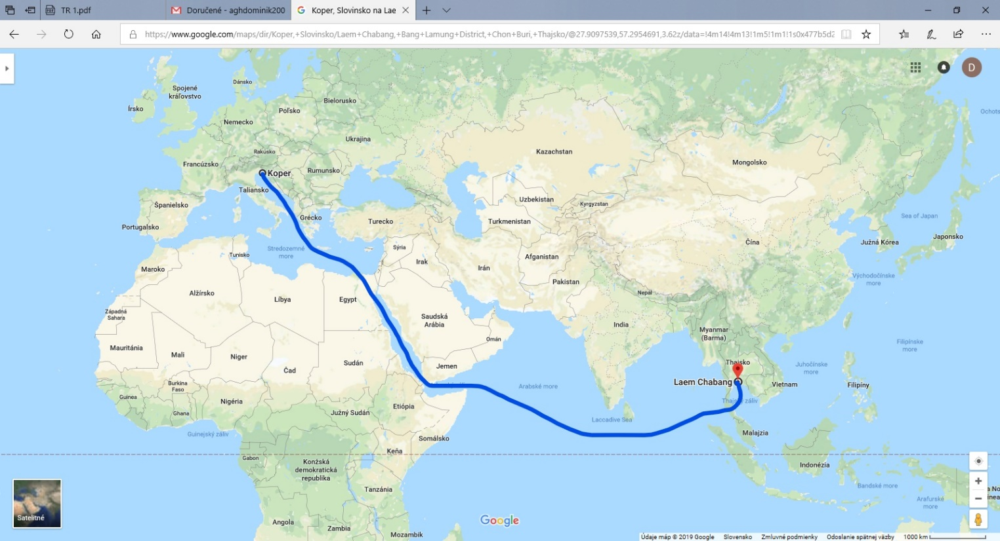 TR 1.pdf
Doručené - aghdominik200
Koper, Slovinsko na Lae
https://www.google.com/maps/dir/Koper,+Slovinsko/Laem+Chabang,+Bang+Lamung+District,+Chon+Buri,+Thajsko/@27.9097539,57.2954691,3.62z/data=!4m14!4m13!1m5!1m1!1s0x477b5d2
D
Dánsko
Spojené
kráľovstvo
Írsko
Bielorusko
Poľsko
Nemecko
Ochots
Ukrajina
Rakúsko
Kazachstan
Mongolsko
Francúzsko
Koper
Rumunsko
Taliansko
Uzbekistan
Kyrgyzstan
Španielsko
Grécko
Turecko
Turkmenistan
Sea of Japan
Portugalsko
Japonsko
Stredozemné
more
Tunisko
Sýria
Čína
Južná Kórea
Afganistan
Irak
Irán
Maroko
Východočínske
more
Pakistan
Alžírsko
Líbya
Egypt
Nepál
Západná
Sahara
Saudská
Arábia
India
Myanmar
(Barma)
Omán
Filipínske
more
Mauritánia
Mali
Niger
Čad
Sudán
Jemen
Thajsko
Juhočínske
more
Laem Chabang
Vietnam
Filipíny
Burkina
Faso
Arabské more
Guinea
Nigéria
Etiópia
Ghana
Južný Sudán
Laccadive Sea
Guinejský záliv
Somálsko
Malajzia
Keňa
Gabon
Konžská
demokratická
republika
Indonézia
Tanzánia
Bandské more
Arafurské
more
Satelitné
Angola
Zambia
Mozambik
Google
Údaje máp © 2019 Google Slovensko Zmluvné podmienky Odoslanie spätnej väzby 1000 km